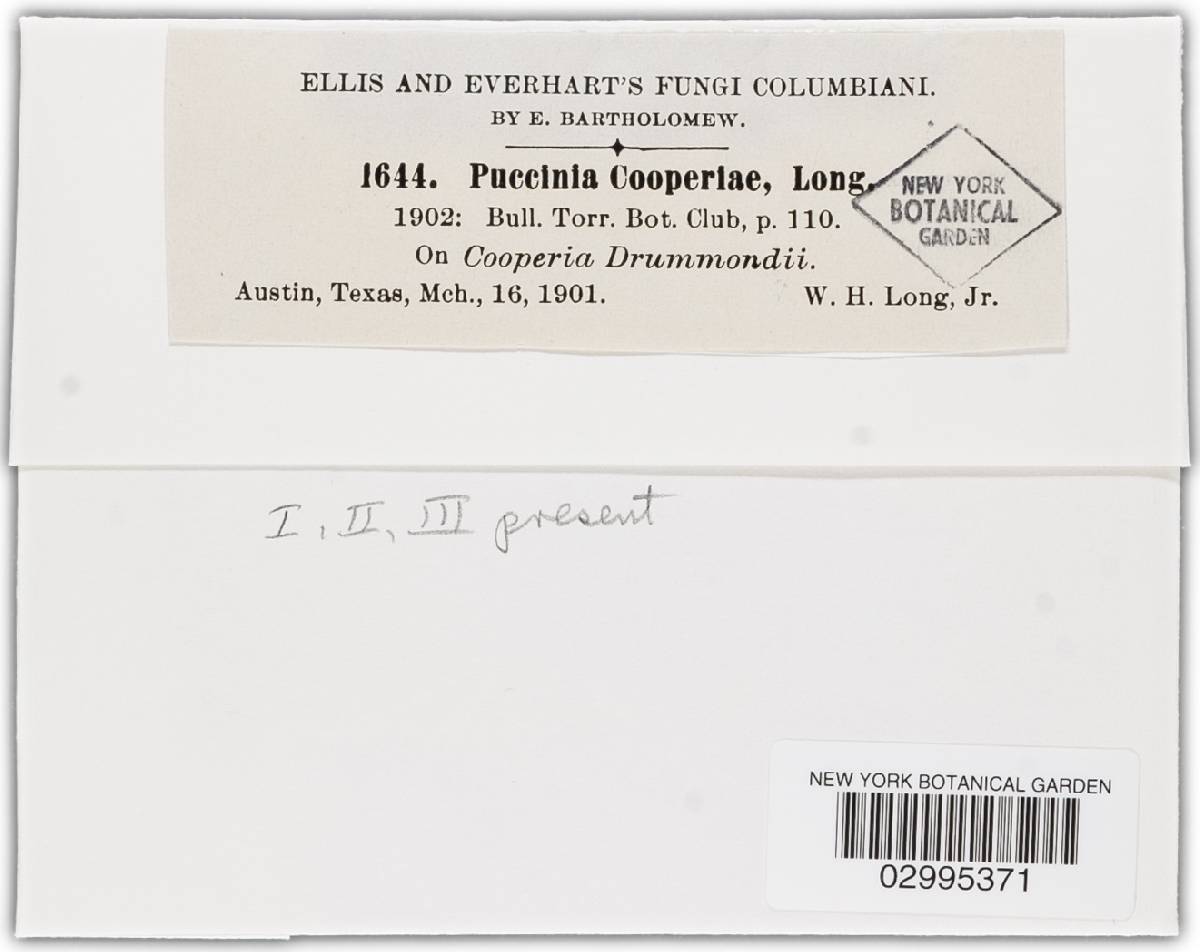 ELLIS AND EVERHART'S FUNGI COLUMBIANI.
BY E. BARTHOLOMEW.
1644. Puccinia Cooperiae, Long.
1902: Bull. Torr. Bot. Club, p. 110.
On Cooperia Drummondii.
Austin, Texas, Mch., 16, 1901. W. H. Long, Jr.
NEW YORK
BOTANICAL
GARDEN
I, II, III present
NEW YORK BOTANICAL GARDEN
02995371